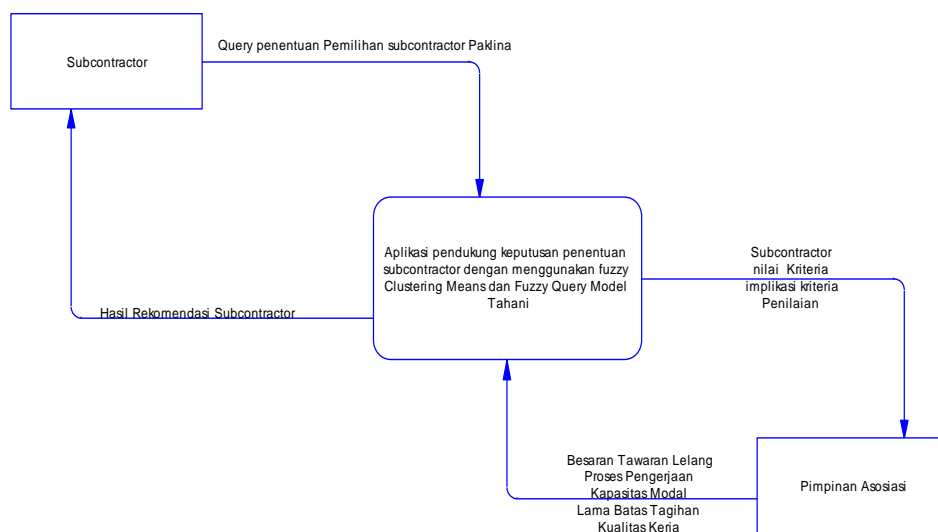 Query penentuan Pemilihan subcontractor Paklina
Subcontractor
Aplikasi pendukung keputusan penentuan
subcontractor dengan menggunakan fuzzy
Clustering Means dan Fuzzy Query Model
Tahani
Subcontractor
nilai Kriteria
implikasi kriteria
Penilaian
Hasil Rekomendasi Subcontractor
Besaran Tawaran Lelang
Proses Pengerjaan
Kapasitas Modal
Lama Batas Tagihan
Kualitas Kerja
Pimpinan Asosiasi